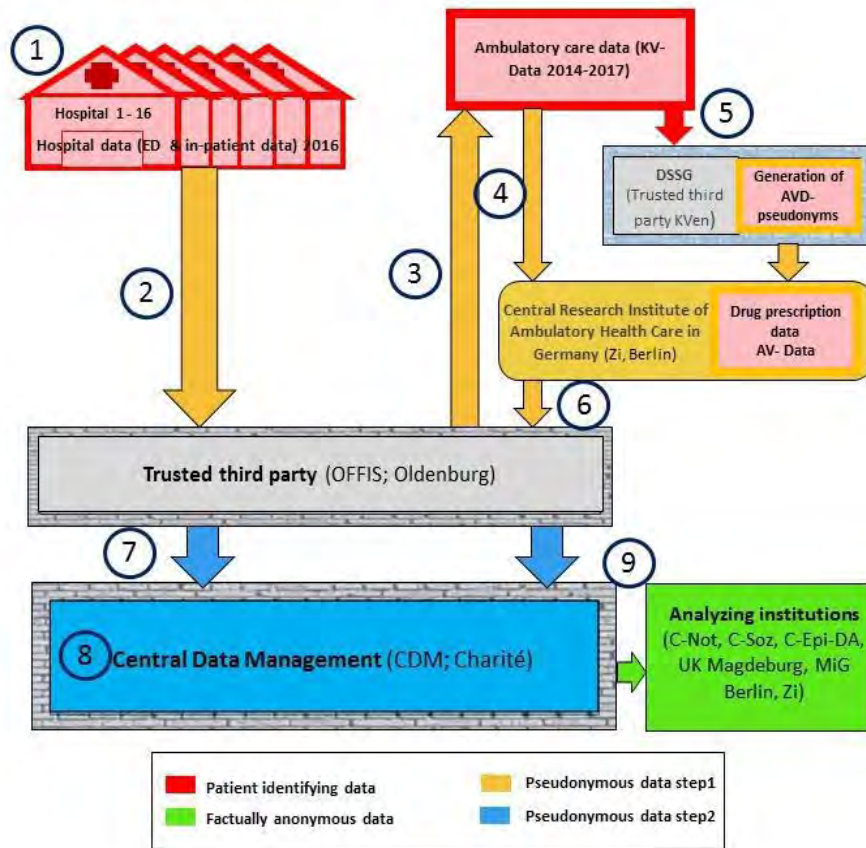 1
Hospital 1 - 16
Hospital data (ED & in-patient data) 2016
Ambulatory care data (KV-
Data 2014-2017)
5
DSSG
(Trusted third
party KVen)
Generation of
AVD-
pseudonyms
2
3
4
Central Research Institute of
Ambulatory Health Care in
Germany (Zi, Berlin)
Drug prescription
data
AV- Data
6
Trusted third party (OFFIS; Oldenburg)
7
9
8
Central Data Management (CDM; Charité)
Analyzing institutions
(C-Not, C-Soz, C-Epi-DA,
UK Magdeburg, MiG
Berlin, Zi)
Patient identifying data
Pseudonymous data step1
Factually anonymous data
Pseudonymous data step2